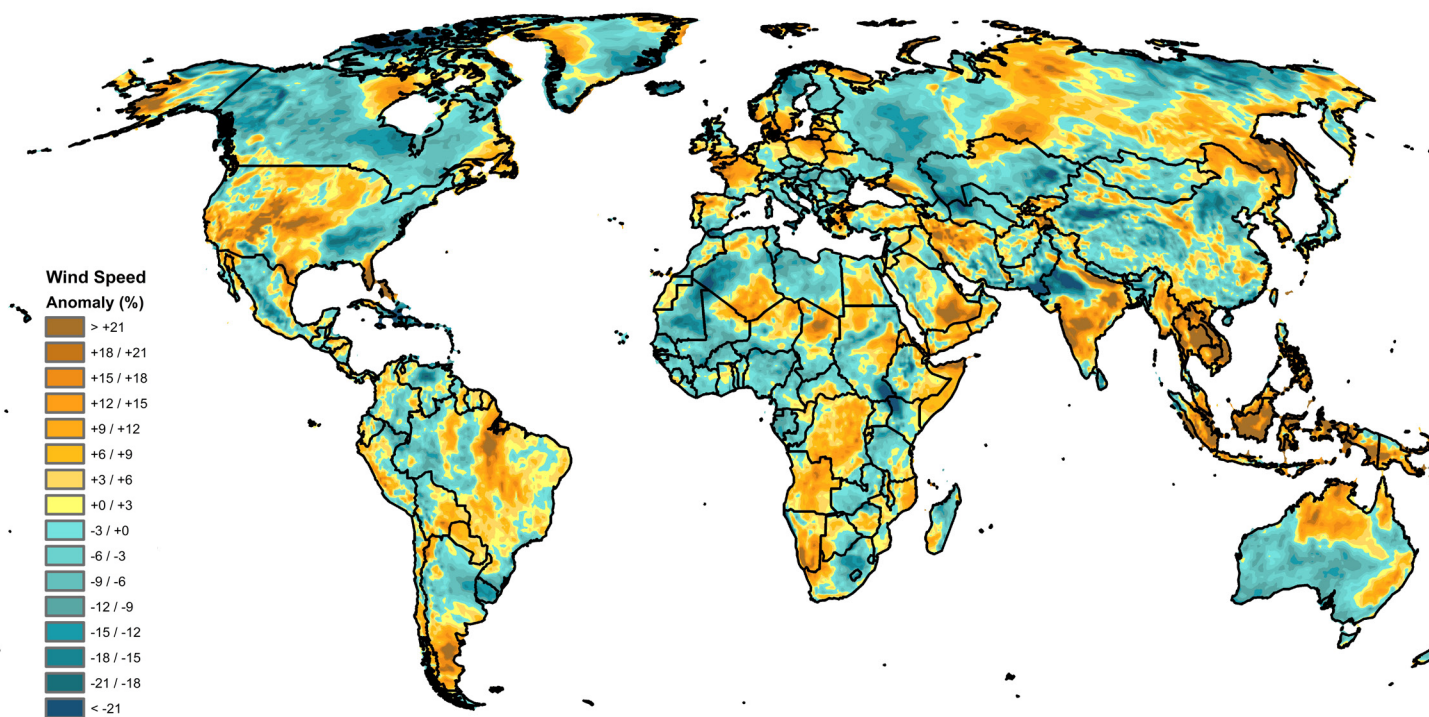 Wind Speed
Anomaly (%)
> +21
+18 / +21
+15 / +18
+12 / +15
+9 / +12
+6 / +9
+3 / +6
+0 / +3
-3 / +0
-6 / -3
-9 / -6
-12 / -9
-15 / -12
-18 / -15
-21 / -18
< -21